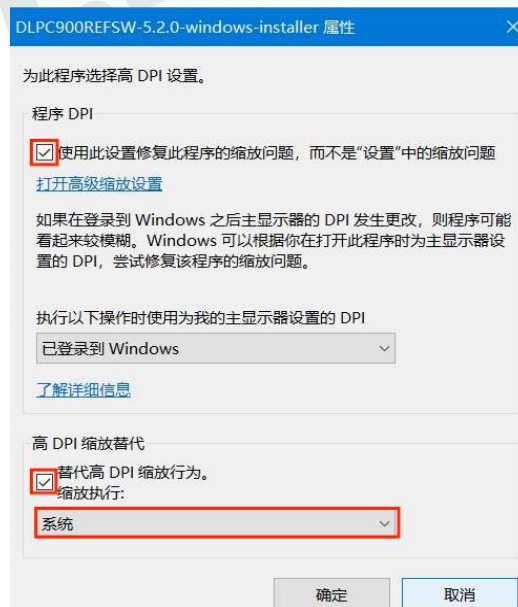 DLPC900REFSW-5.2.0-windows-installer 属性
为此程序选择高 DPI 设置。
程序 DPI
使用此设置修复此程序的缩放问题，而不是“设置”中的缩放问题
打开高级缩放设置
如果在登录到 Windows 之后主显示器的 DPI 发生更改，则程序可能
看起来较模糊。Windows 可以根据你在打开此程序时为主显示器设
置的 DPI，尝试修复该程序的缩放问题。
执行以下操作时使用为我的主显示器设置的 DPI
已登录到 Windows
了解详细信息
高 DPI 缩放替代
替代高 DPI 缩放行为。
缩放执行:
系统
确定
取消